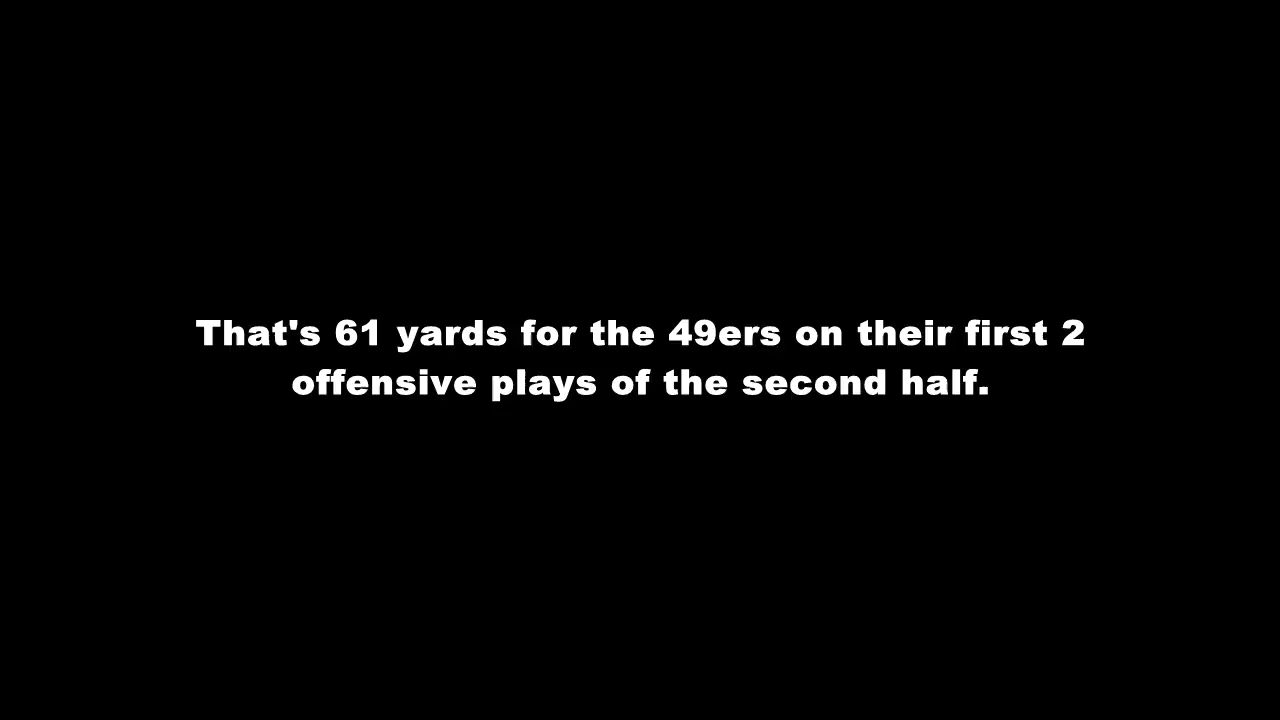 That's 61 yards for the 49ers on their first 2
offensive plays of the second half.